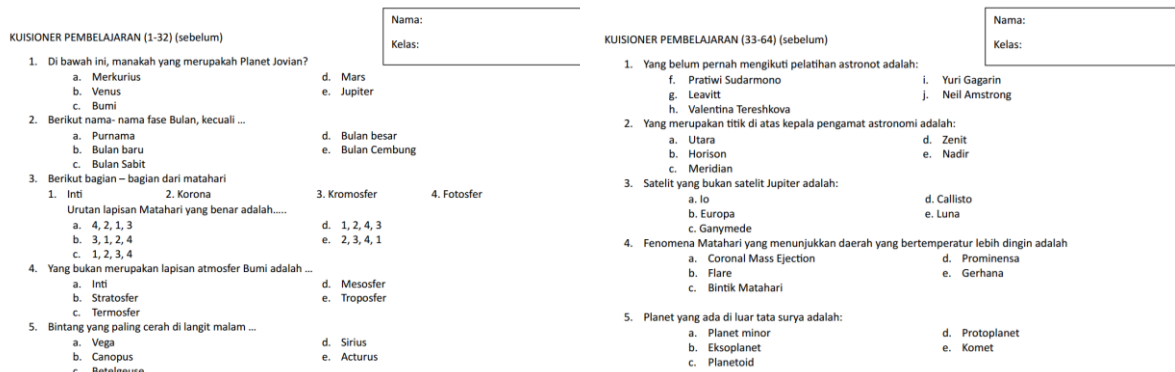 Nama:
Kelas:
KUISIONER PEMBELAJARAN (1-32) (sebelum)
1. Di bawah ini, manakah yang merupakah Planet Jovian?
a. Merkurius d. Mars
b. Venus e. Jupiter
c. Bumi
2. Berikut nama- nama fase Bulan, kecuali ...
a. Purnama d. Bulan besar
b. Bulan baru e. Bulan Cembung
c. Bulan Sabit
3. Berikut bagian – bagian dari matahari
1. Inti 2. Korona 3. Kromosfer 4. Fotosfer
Urutan lapisan Matahari yang benar adalah.....
a. 4, 2, 1, 3 d. 1, 2, 4, 3
b. 3, 1, 2, 4 e. 2, 3, 4, 1
c. 1, 2, 3, 4
4. Yang bukan merupakan lapisan atmosfer Bumi adalah ...
a. Inti d. Mesosfer
b. Stratosfer e. Troposfer
c. Termosfer
5. Bintang yang paling cerah di langit malam ...
a. Vega d. Sirius
b. Canopus e. Acturus
c. Betelgeuse
Nama:
Kelas:
KUISIONER PEMBELAJARAN (33-64) (sebelum)
1. Yang belum pernah mengikuti pelatihan astronot adalah:
f. Pratiwi Sudarmono i. Yuri Gagarin
g. Leavitt j. Neil Amstrong
h. Valentina Tereshkova
2. Yang merupakan titik di atas kepala pengamat astronomi adalah:
a. Utara d. Zenit
b. Horison e. Nadir
c. Meridian
3. Satelit yang bukan satelit Jupiter adalah:
a. Io d. Callisto
b. Europa e. Luna
c. Ganymede
4. Fenomena Matahari yang menunjukkan daerah yang bertemperatur lebih dingin adalah
a. Coronal Mass Ejection d. Prominensa
b. Flare e. Gerhana
c. Bintik Matahari
5. Planet yang ada di luar tata surya adalah:
a. Planet minor d. Protoplanet
b. Eksoplanet e. Komet
c. Planetoid